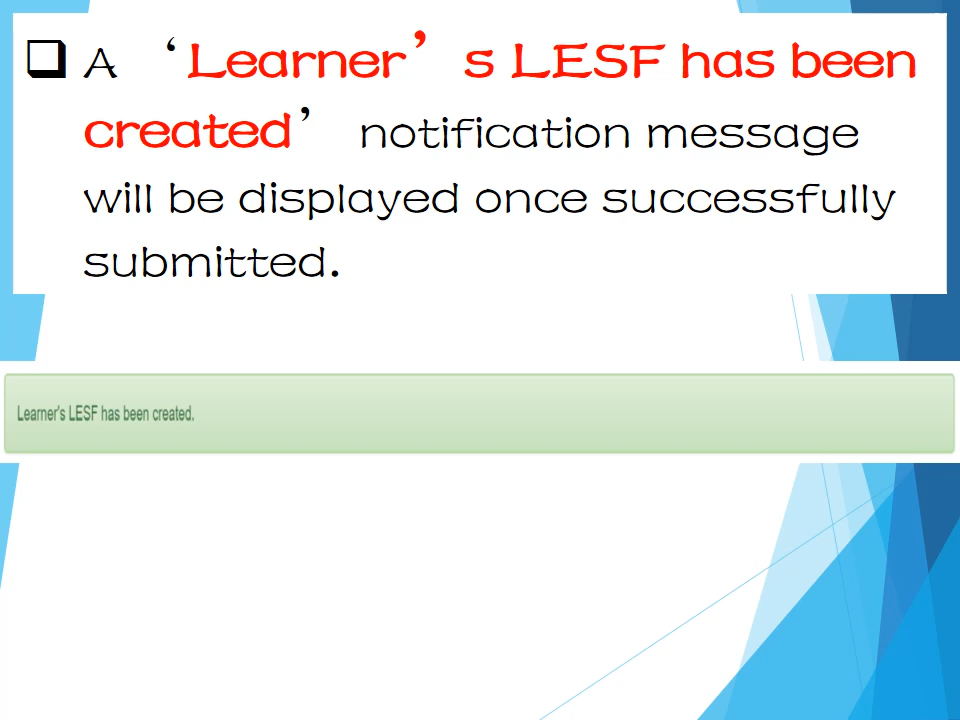 ❑ A ‘Learner’s LESF has been
created’ notification message
will be displayed once successfully
submitted.
Learner's LESF has been created.